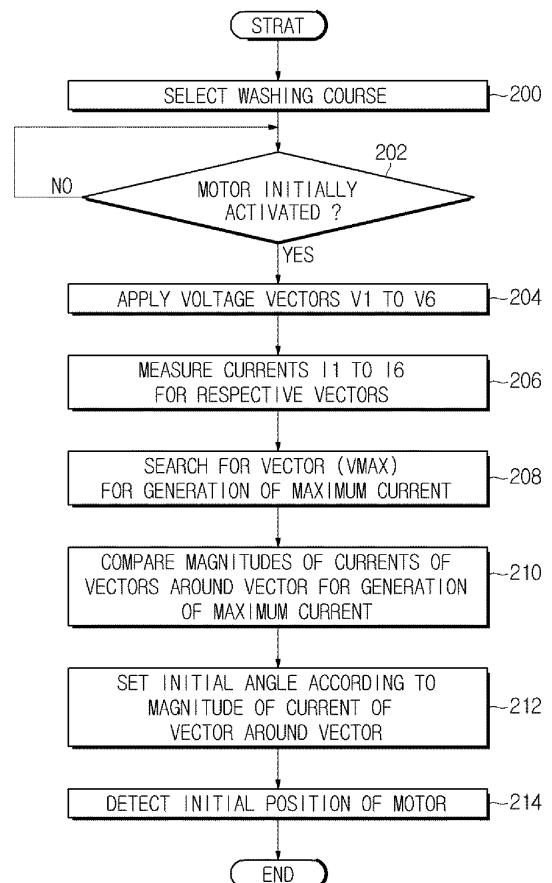 STRAT
SELECT WASHING COURSE
200
202
NO
MOTOR INITIALLY
ACTIVATED ?
YES
APPLY VOLTAGE VECTORS V1 TO V6
204
MEASURE CURRENTS I1 TO I6
FOR RESPECTIVE VECTORS
206
SEARCH FOR VECTOR (VMAX)
FOR GENERATION OF MAXIMUM CURRENT
208
COMPARE MAGNITUDES OF CURRENTS OF
VECTORS AROUND VECTOR FOR GENERATION
OF MAXIMUM CURRENT
210
SET INITIAL ANGLE ACCORDING TO
MAGNITUDE OF CURRENT OF
VECTOR AROUND VECTOR
212
DETECT INITIAL POSITION OF MOTOR
214
END